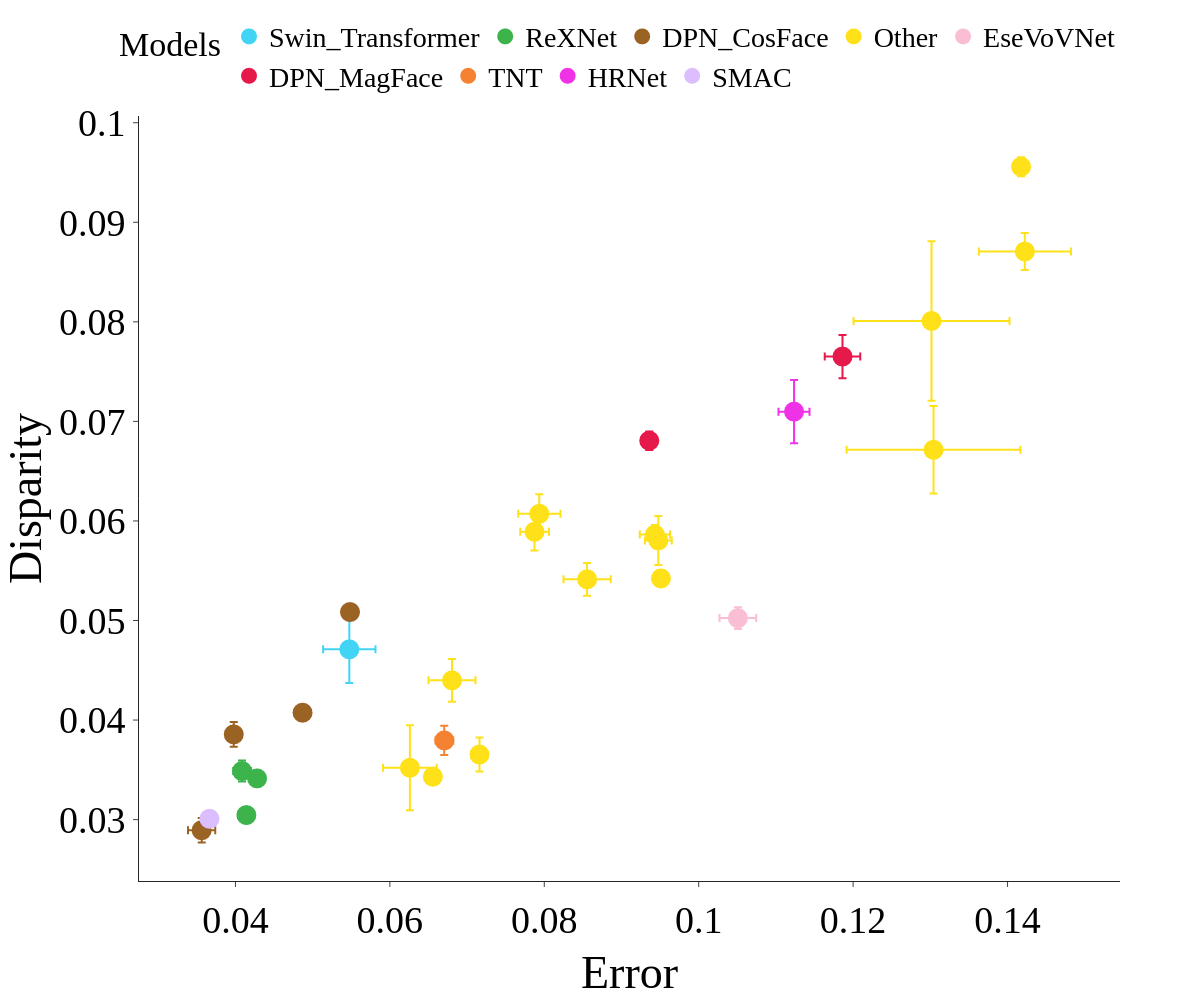 Models Swin_Transformer ReXNet DPN_CosFace Other EseVoVNet
DPN_MagFace TNT HRNet SMAC
0.1
0.09
0.08
0.07
0.06
0.05
0.04
0.03
Disparity
0.04 0.06 0.08 0.1 0.12 0.14
Error